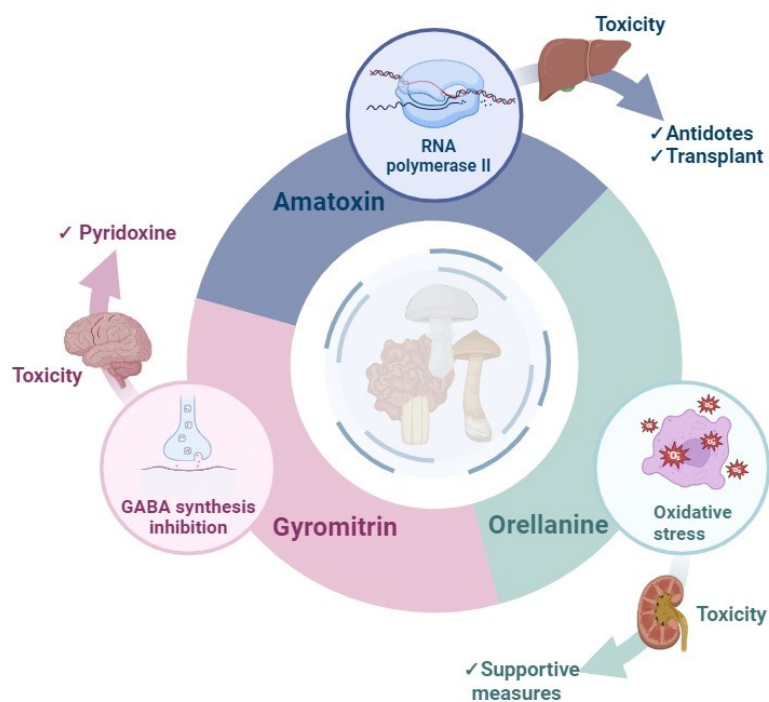 Toxicity
✓ Antidotes
✓ Transplant
RNA
polymerase II
Amatoxin
✓ Pyridoxine
Toxicity
GABA synthesis
inhibition
Gyromitrin
Orellanine
Oxidative
stress
Toxicity
✓ Supportive
measures